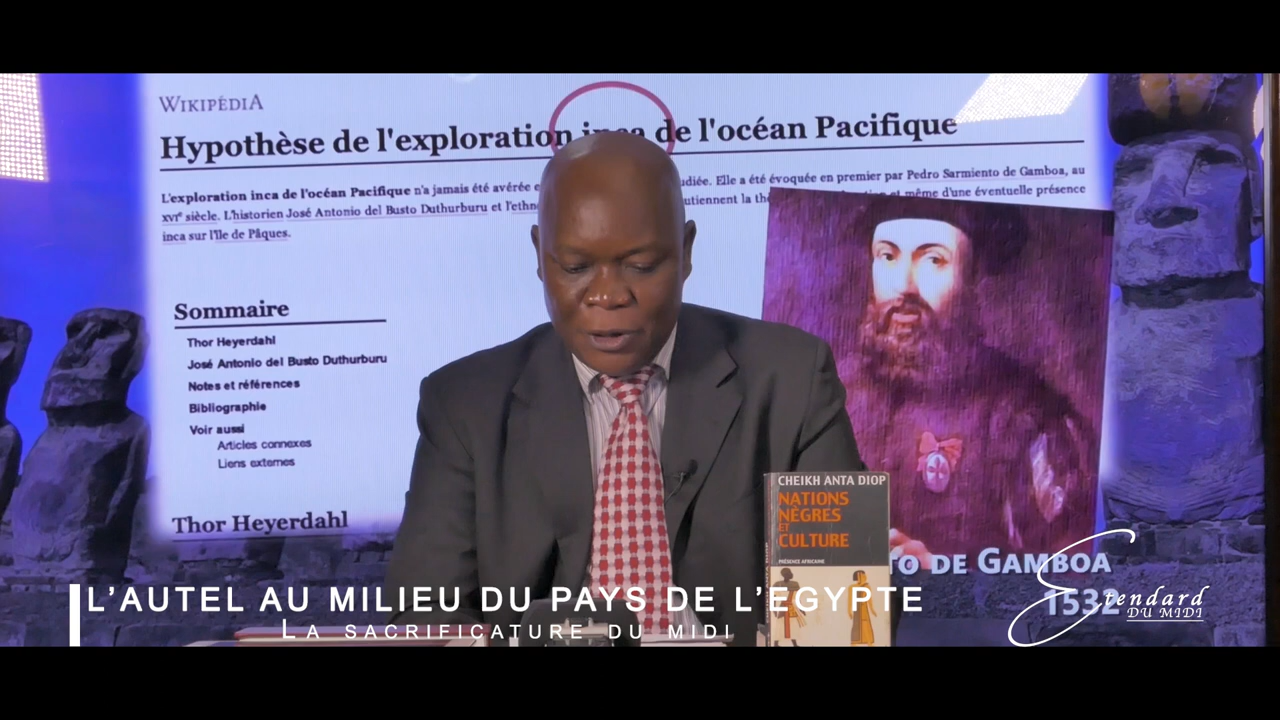 WIKIPÉDIA
Hypothèse de l'exploration inca de l'océan Pacifique
L'exploration inca de l'océan Pacifique n'a jamais été avérée udiée. Elle a été évoquée en premier par Pedro Sarmiento de Gamboa, au
XVIe siècle. L'historien José Antonio del Busto Duthurburu et l'ethn utiennent la th et même d'une éventuelle présence
inca sur l'île de Pâques.
Sommaire
Thor Heyerdahl
José Antonio del Busto Duthurburu
Notes et références
Bibliographie
Voir aussi
Articles connexes
Liens externes
Thor Heyerdahl
CHEIKH ANTA DIOP
NATIONS
NÈGRES
ET
CULTURE
PRÉSENCE AFRICAINE
TO DE GAMBOA
1532
L'AUTEL AU MILIEU DU PAYS DE L'EGYPTE
LA SACRIFICATURE DU MIDI
Etendard
DU MIDI